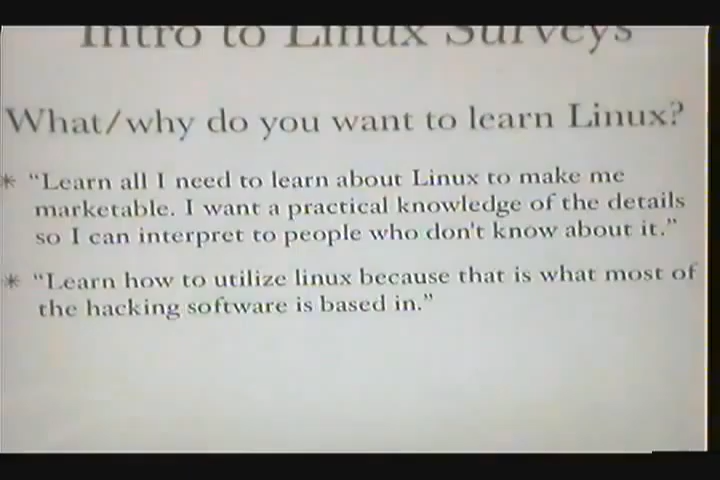 Intro to Linux Surveys
What/why do you want to learn Linux?
* “Learn all I need to learn about Linux to make me
marketable. I want a practical knowledge of the details
so I can interpret to people who don't know about it.”
* “Learn how to utilize linux because that is what most of
the hacking software is based in.”